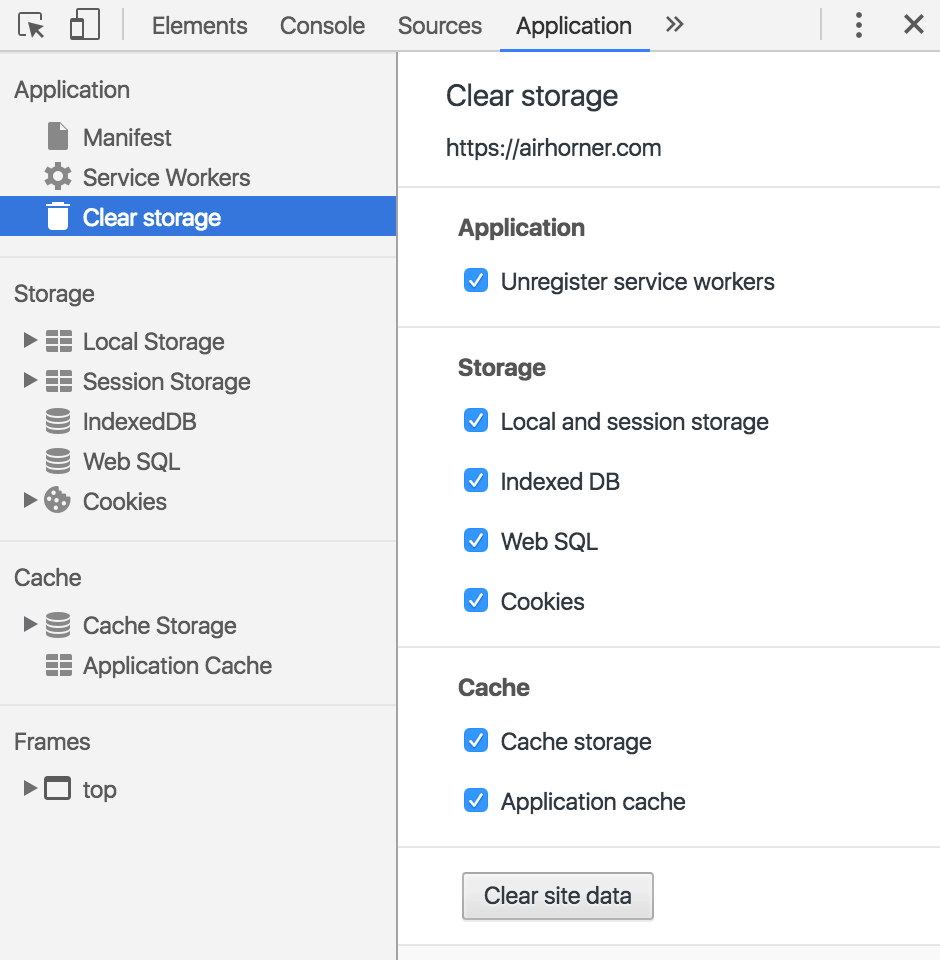 Elements Console Sources Application
Application
Manifest
Service Workers
Clear storage
Storage
Local Storage
Session Storage
IndexedDB
Web SQL
Cookies
Cache
Cache Storage
Application Cache
Frames
top
Clear storage
https://airhorner.com
Application
Unregister service workers
Storage
Local and session storage
Indexed DB
Web SQL
Cookies
Cache
Cache storage
Application cache
Clear site data